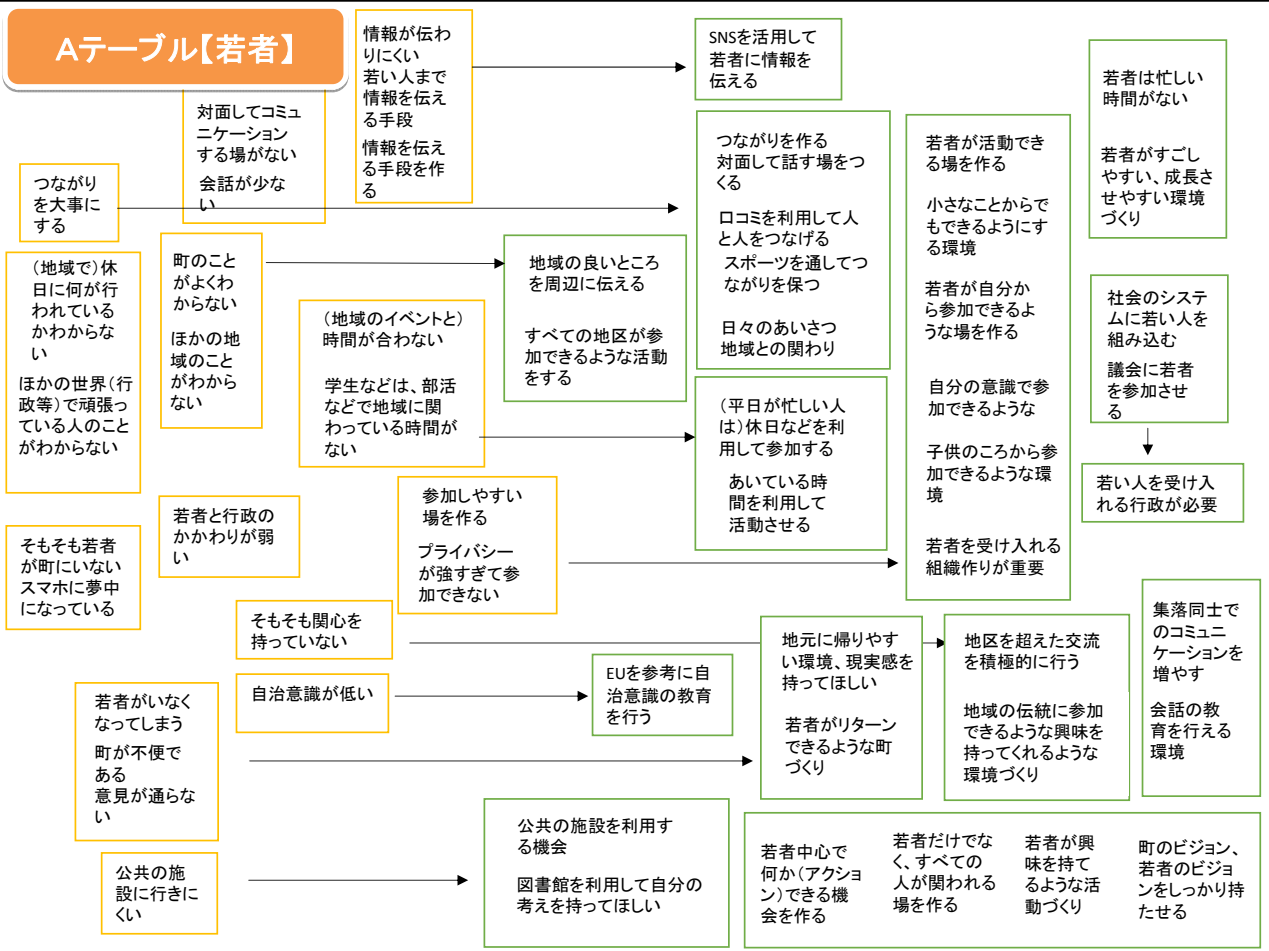 Aテーブル【若者】
情報が伝わ
りにくい
若い人まで
情報を伝え
る手段
情報を伝え
る手段を作
る
SNSを活用して
若者に情報を
伝える
若者は忙しい
時間がない
若者がすごし
やすい、成長さ
せやすい環境
づくり
対面してコミュ
ニケーション
する場がない
会話が少な
い
つながり
を大事に
する
つながりを作る
対面して話す場をつ
くる
口コミを利用して人
と人をつなげる
スポーツを通してつ
ながりを保つ
日々のあいさつ
地域との関わり
若者が活動でき
る場を作る
小さなことからで
もできるようにす
る環境
若者が自分か
ら参加できるよ
うな場を作る
自分の意識で参
加できるような
子供のころから参
加できるような環
境
若者を受け入れる
組織作りが重要
(地域で)休
日に何が行
われている
かわからな
い
ほかの世界(行
政等)で頑張っ
ている人のこと
がわからない
町のこと
がよくわ
からない
ほかの地
域のこと
がわから
ない
地域の良いところ
を周辺に伝える
すべての地区が参
加できるような活動
をする
(地域のイベントと)
時間が合わない
学生などは、部活
などで地域に関
わっている時間が
ない
社会のシステ
ムに若い人を
組み込む
議会に若者
を参加させ
る
(平日が忙しい人
は)休日などを利
用して参加する
あいている時
間を利用して
活動させる
若い人を受け入
れる行政が必要
参加しやすい
場を作る
プライバシー
が強すぎて参
加できない
若者と行政の
かかわりが弱
い
そもそも若者
が町にいない
スマホに夢中
になっている
そもそも関心を
持っていない
自治意識が低い
EUを参考に自
治意識の教育
を行う
地元に帰りやす
い環境、現実感を
持ってほしい
若者がリターン
できるような町
づくり
地区を超えた交流
を積極的に行う
地域の伝統に参加
できるような興味を
持ってくれるような
環境づくり
集落同士で
のコミュニ
ケーションを
増やす
会話の教
育を行える
環境
若者がいなく
なってしまう
町が不便で
ある
意見が通らな
い
公共の施
設に行きに
くい
公共の施設を利用す
る機会
図書館を利用して自分の
考えを持ってほしい
若者中心で
何か(アクショ
ン)できる機
会を作る
若者だけでな
く、すべての
人が関われる
場を作る
若者が興
味を持て
るような活
動づくり
町のビジョン、
若者のビジョ
ンをしっかり持
たせる